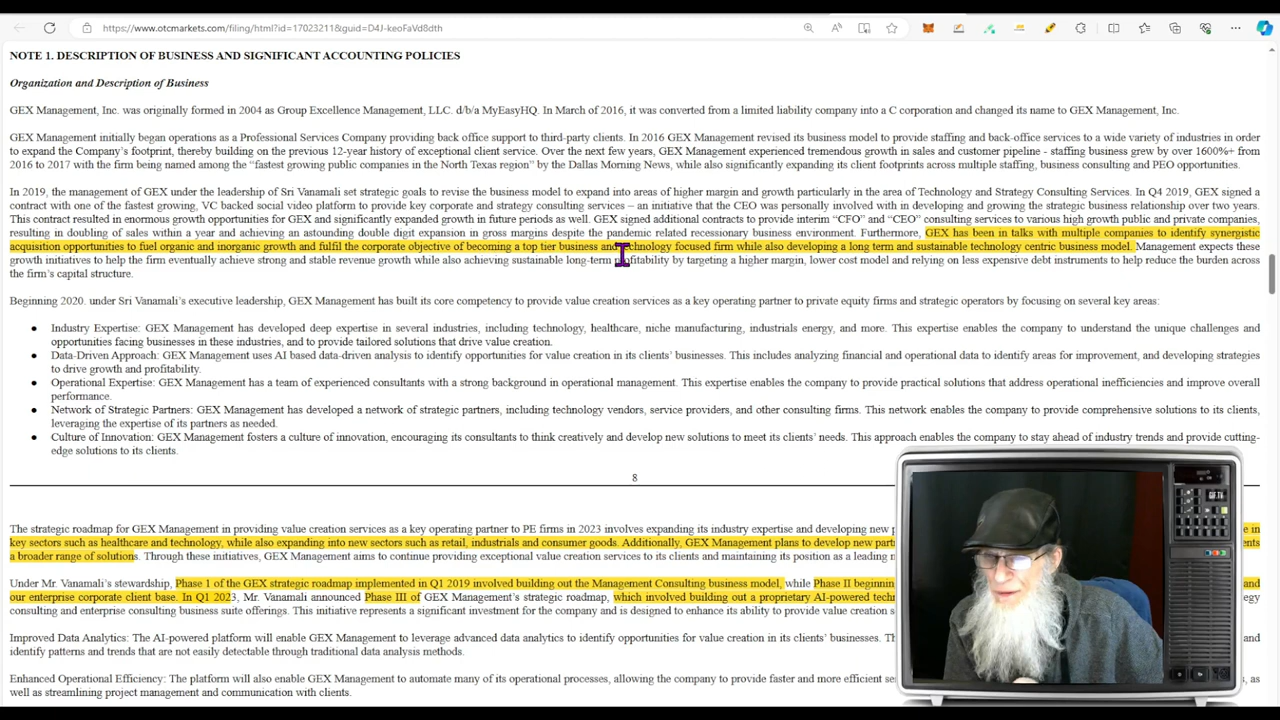 https://www.otcmarkets.com/filing/html?id=17023211&guid=D4J-keoFaVd8dth
NOTE 1. DESCRIPTION OF BUSINESS AND SIGNIFICANT ACCOUNTING POLICIES
Organization and Description of Business
GEX Management, Inc. was originally formed in 2004 as Group Excellence Management, LLC. d/b/a MyEasyHQ. In March of 2016, it was converted from a limited liability company into a C corporation and changed its name to GEX Management, Inc.
GEX Management initially began operations as a Professional Services Company providing back office support to third-party clients. In 2016 GEX Management revised its business model to provide staffing and back-office services to a wide variety of industries in order
to expand the Company's footprint, thereby building on the previous 12-year history of exceptional client service. Over the next few years, GEX Management experienced tremendous growth in sales and customer pipeline - staffing business grew by over 1600%+ from
2016 to 2017 with the firm being named among the “fastest growing public companies in the North Texas region” by the Dallas Morning News, while also significantly expanding its client footprints across multiple staffing, business consulting and PEO opportunities.
In 2019, the management of GEX under the leadership of Sri Vanamali set strategic goals to revise the business model to expand into areas of higher margin and growth particularly in the area of Technology and Strategy Consulting Services. In Q4 2019, GEX signed a
contract with one of the fastest growing, VC backed social video platform to provide key corporate and strategy consulting services – an initiative that the CEO was personally involved with in developing and growing the strategic business relationship over two years.
This contract resulted in enormous growth opportunities for GEX and significantly expanded growth in future periods as well. GEX signed additional contracts to provide interim “CFO” and “CEO” consulting services to various high growth public and private companies,
resulting in doubling of sales within a year and achieving an astounding double digit expansion in gross margins despite the pandemic related recessionary business environment. Furthermore, GEX has been in talks with multiple companies to identify synergistic
acquisition opportunities to fuel organic and inorganic growth and fulfil the corporate objective of becoming a top tier business and technology focused firm while also developing a long term and sustainable technology centric business model. Management expects these
growth initiatives to help the firm eventually achieve strong and stable revenue growth while also achieving sustainable long-term profitability by targeting a higher margin, lower cost model and relying on less expensive debt instruments to help reduce the burden across
the firm's capital structure.
Beginning 2020. under Sri Vanamali's executive leadership, GEX Management has built its core competency to provide value creation services as a key operating partner to private equity firms and strategic operators by focusing on several key areas:
● Industry Expertise: GEX Management has developed deep expertise in several industries, including technology, healthcare, niche manufacturing, industrials energy, and more. This expertise enables the company to understand the unique challenges and
opportunities facing businesses in these industries, and to provide tailored solutions that drive value creation.
● Data-Driven Approach: GEX Management uses AI based data-driven analysis to identify opportunities for value creation in its clients' businesses. This includes analyzing financial and operational data to identify areas for improvement, and developing strategies
to drive growth and profitability.
● Operational Expertise: GEX Management has a team of experienced consultants with a strong background in operational management. This expertise enables the company to provide practical solutions that address operational inefficiencies and improve overall
performance.
● Network of Strategic Partners: GEX Management has developed a network of strategic partners, including technology vendors, service providers, and other consulting firms. This network enables the company to provide comprehensive solutions to its clients,
leveraging the expertise of its partners as needed.
● Culture of Innovation: GEX Management fosters a culture of innovation, encouraging its consultants to think creatively and develop new solutions to meet its clients' needs. This approach enables the company to stay ahead of industry trends and provide cutting-
edge solutions to its clients.
8
The strategic roadmap for GEX Management in providing value creation services as a key operating partner to PE firms in 2023 involves expanding its industry expertise and developing new in
key sectors such as healthcare and technology, while also expanding into new sectors such as retail, industrials and consumer goods. Additionally, GEX Management plans to develop new
a broader range of solutions. Through these initiatives, GEX Management aims to continue providing exceptional value creation services to its clients and maintaining its position as a leading
Under Mr. Vanamali's stewardship, Phase 1 of the GEX strategic roadmap implemented in Q1 2019 involved building out the Management Consulting business model, while Phase II and
our enterprise corporate client base. In Q1 2023, Mr. Vanamali announced Phase III of GEX Management's strategic roadmap, which involved building out a proprietary AI-powered
consulting and enterprise consulting business suite offerings. This initiative represents a significant investment for the company and is designed to enhance its ability to provide value creation
Improved Data Analytics: The AI-powered platform will enable GEX Management to leverage advanced data analytics to identify opportunities for value creation in its clients' businesses. to
identify patterns and trends that are not easily detectable through traditional data analysis methods.
Enhanced Operational Efficiency: The platform will also enable GEX Management to automate many of its operational processes, allowing the company to provide faster and more efficient as
well as streamlining project management and communication with clients.